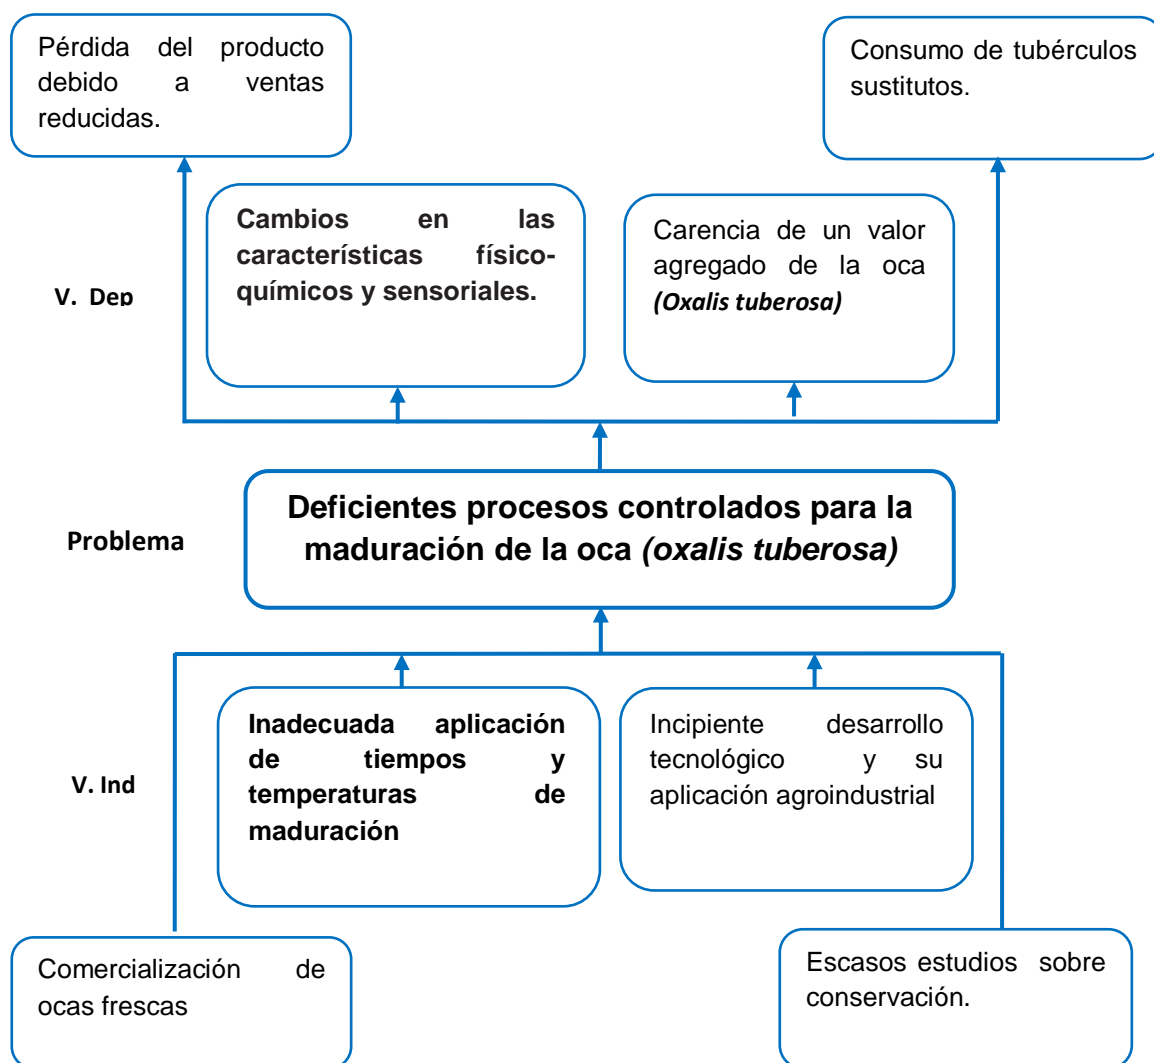 Pérdida del producto
debido a ventas
reducidas.
Consumo de tubérculos
sustitutos.
Cambios en las
características físico-
químicos y sensoriales.
Carencia de un valor
agregado de la oca
(Oxalis tuberosa)
V. Dep
Deficientes procesos controlados para la
maduración de la oca (oxalis tuberosa)
Problema
Inadecuada aplicación
de tiempos y
temperaturas de
maduración
Incipiente desarrollo
tecnológico y su
aplicación agroindustrial
V. Ind
Comercialización de
ocas frescas
Escasos estudios sobre
conservación.